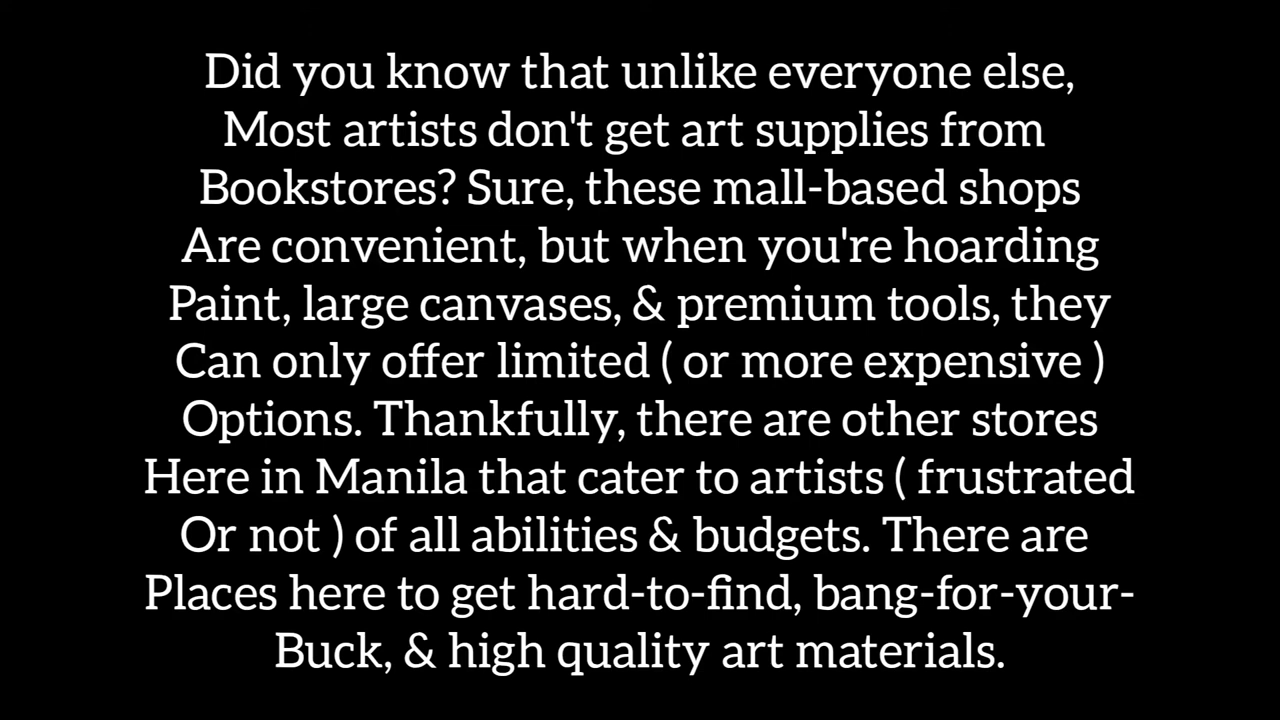 Did you know that unlike everyone else,
Most artists don't get art supplies from
Bookstores? Sure, these mall-based shops
Are convenient, but when you're hoarding
Paint, large canvases, & premium tools, they
Can only offer limited ( or more expensive )
Options. Thankfully, there are other stores
Here in Manila that cater to artists ( frustrated
Or not ) of all abilities & budgets. There are
Places here to get hard-to-find, bang-for-your-
Buck, & high quality art materials.